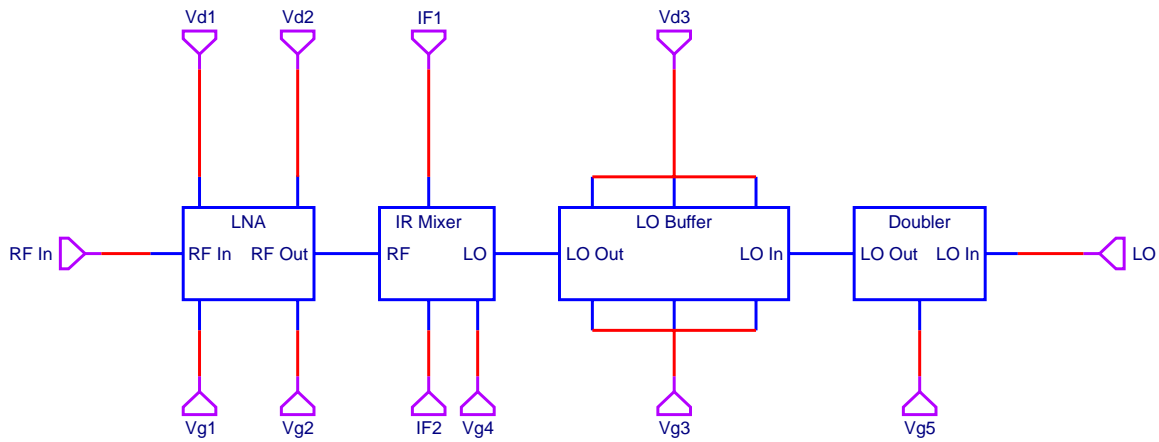 Vd1 Vd2 IF1 Vd3
LNA IR Mixer LO Buffer Doubler
RF In RF In RF Out RF LO LO Out LO In LO Out LO In LO
Vg1 Vg2 IF2 Vg4 Vg3 Vg5